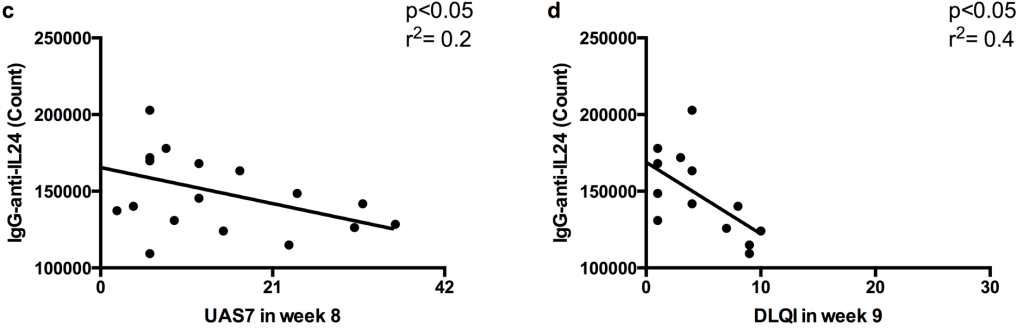 c
p<0.05
r²= 0.2
IgG-anti-IL24 (Count)
250000
200000
150000
100000
0
21
42
UAS7 in week 8
d
p<0.05
r²= 0.4
IgG-anti-IL24 (Count)
250000
200000
150000
100000
0
10
20
30
DLQI in week 9